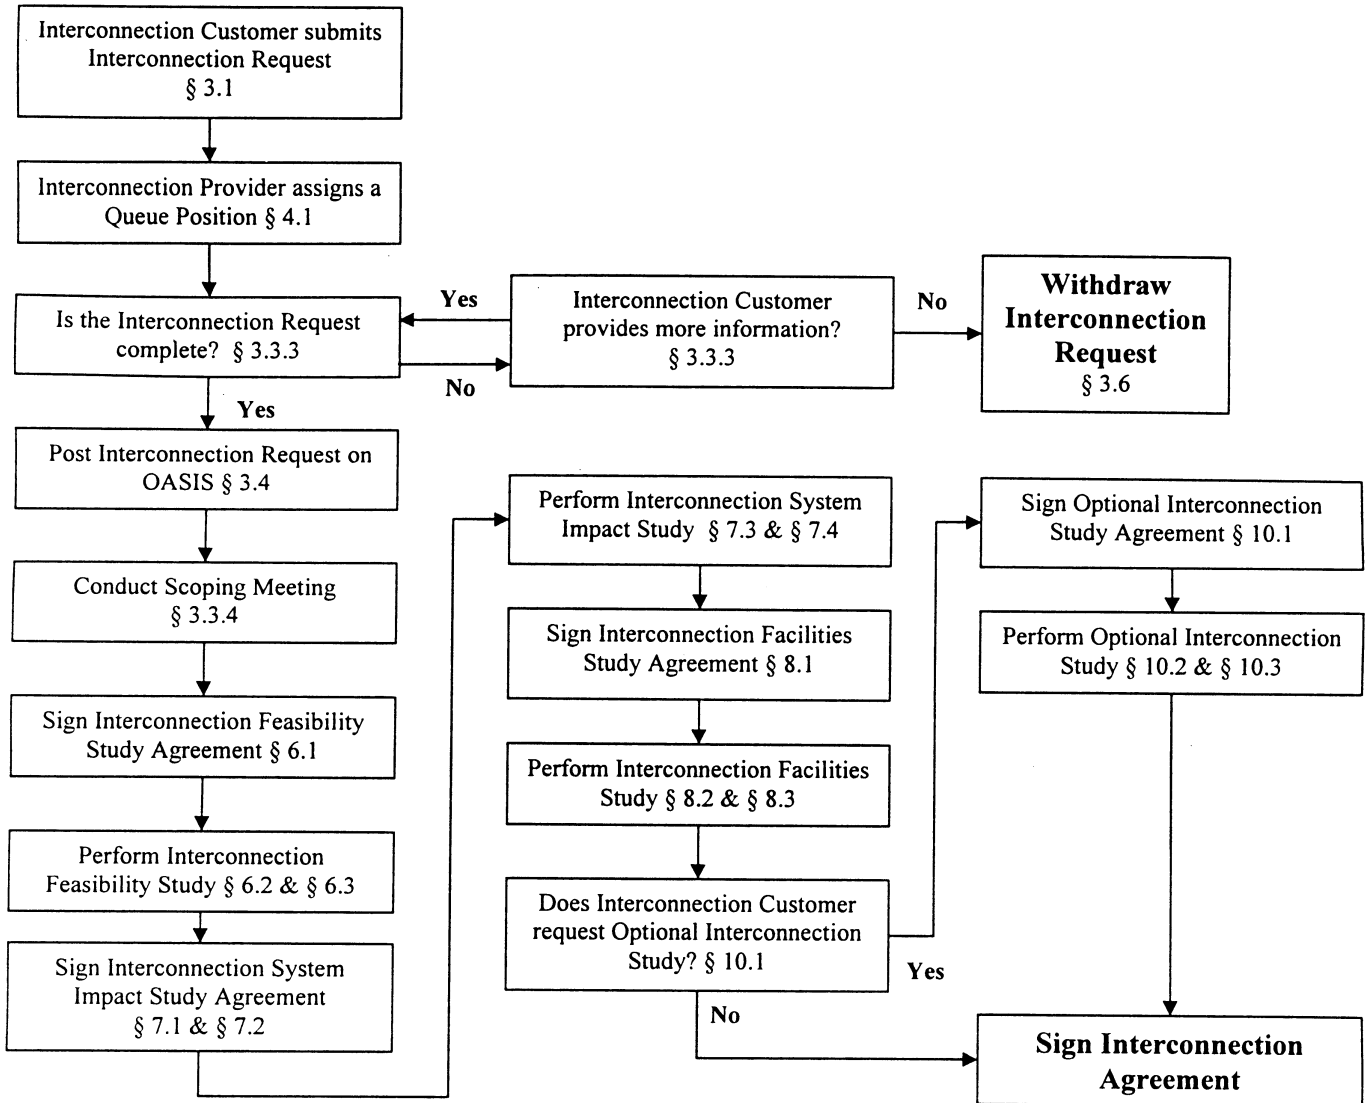 Interconnection Customer submits
Interconnection Request
§ 3.1
Interconnection Provider assigns a
Queue Position § 4.1
Is the Interconnection Request
complete? § 3.3.3
Yes
No
Interconnection Customer
provides more information?
§ 3.3.3
No
Withdraw
Interconnection
Request
§ 3.6
Yes
Post Interconnection Request on
OASIS § 3.4
Conduct Scoping Meeting
§ 3.3.4
Sign Interconnection Feasibility
Study Agreement § 6.1
Perform Interconnection
Feasibility Study § 6.2 & § 6.3
Sign Interconnection System
Impact Study Agreement
§ 7.1 & § 7.2
Perform Interconnection System
Impact Study § 7.3 & § 7.4
Sign Interconnection Facilities
Study Agreement § 8.1
Perform Interconnection Facilities
Study § 8.2 & § 8.3
Does Interconnection Customer
request Optional Interconnection
Study? § 10.1
Yes
No
Sign Optional Interconnection
Study Agreement § 10.1
Perform Optional Interconnection
Study § 10.2 & § 10.3
Sign Interconnection
Agreement